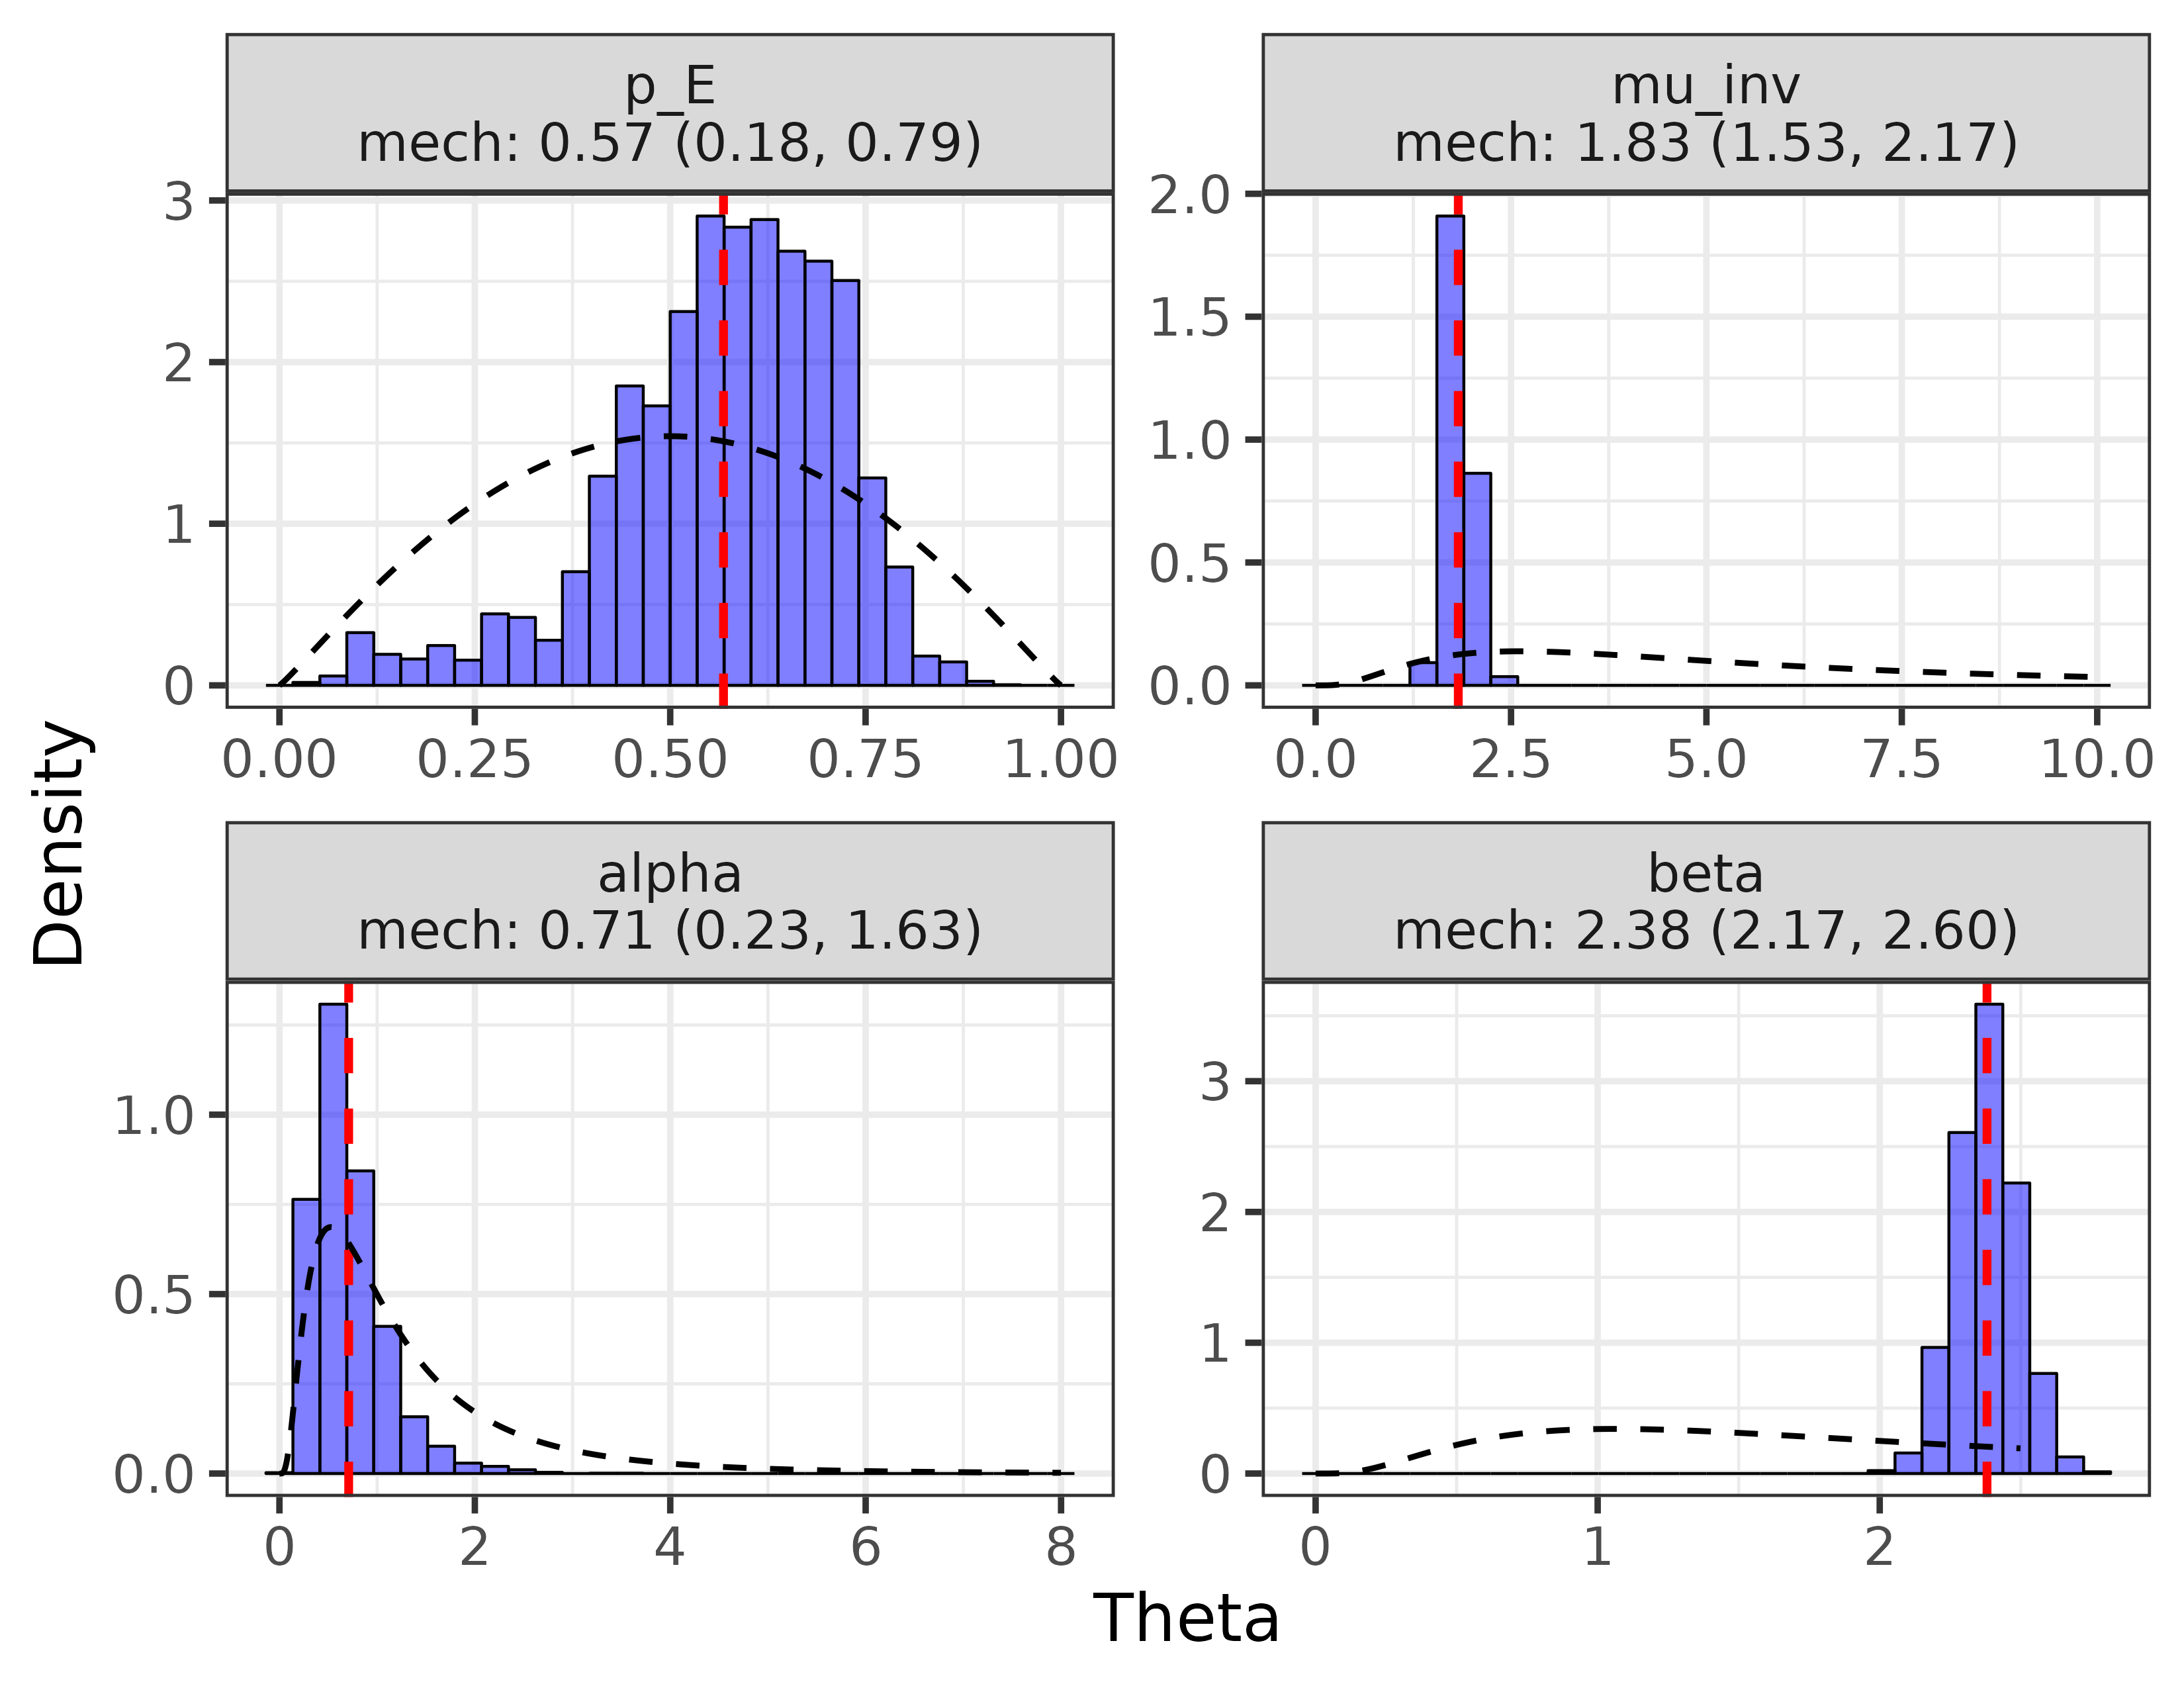 p_E
mech: 0.57 (0.18, 0.79)
mu_inv
mech: 1.83 (1.53, 2.17)
3
2
1
0
0.00 0.25 0.50 0.75 1.00
2.0
1.5
1.0
0.5
0.0
0.0 2.5 5.0 7.5 10.0
Density
alpha
mech: 0.71 (0.23, 1.63)
beta
mech: 2.38 (2.17, 2.60)
1.0
0.5
0.0
0 2 4 6 8
3
2
1
0
0 1 2
Theta